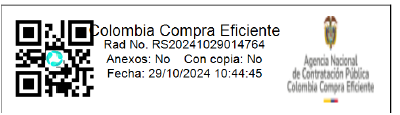 Colombia Compra Eficiente
Rad No. RS20241029014764
Anexos: No Con copia: No
Fecha: 29/10/2024 10:44:45
Agencia Nacional
de Contratación Pública
Colombia Compra Eficiente